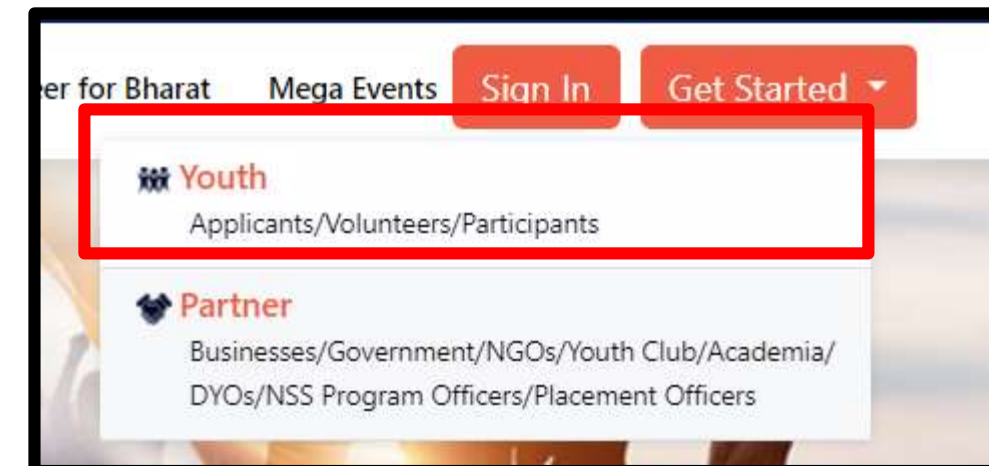 er for Bharat Mega Events Sign In Get Started
Youth
Applicants/Volunteers/Participants
Partner
Businesses/Government/NGOs/Youth Club/Academia/
DYOs/NSS Program Officers/Placement Officers